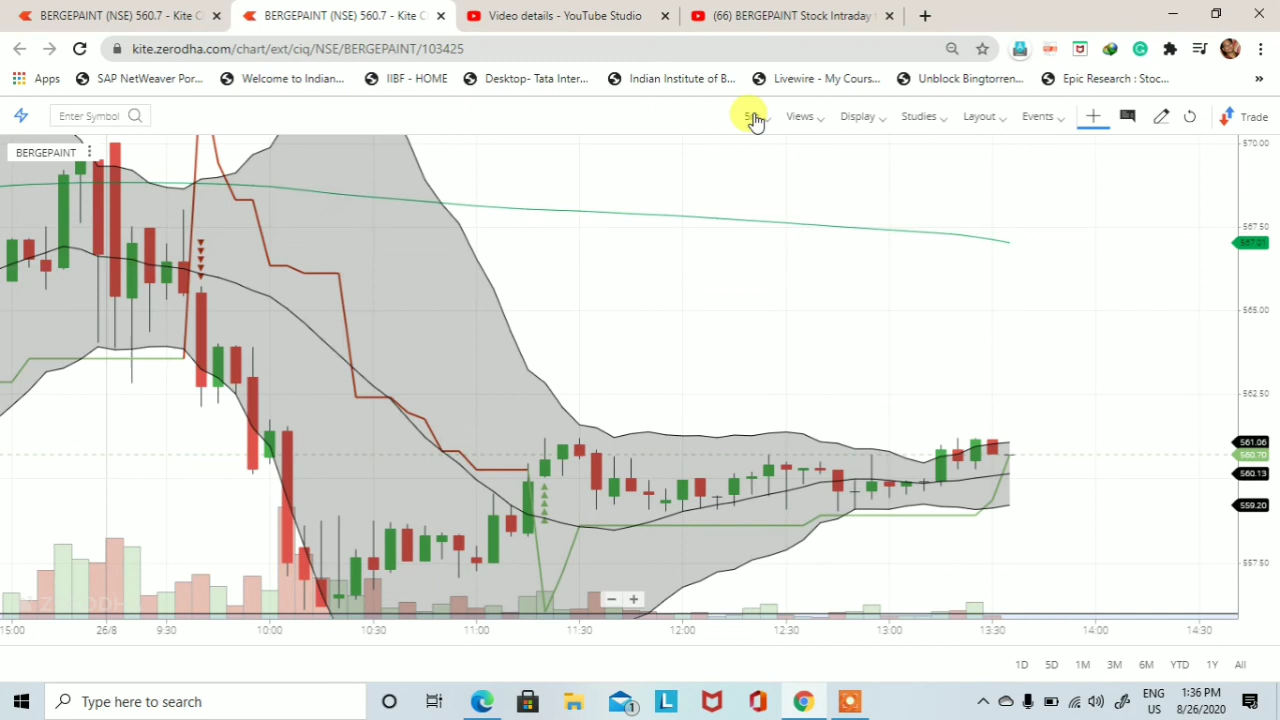 BERGEPAINT (NSE) 560.7 - Kite C
BERGEPAINT (NSE) 560.7 - Kite C
Video details - YouTube Studio
(66) BERGEPAINT Stock Intraday t
kite.zerodha.com/chart/ext/ciq/NSE/BERGEPAINT/103425
Apps
SAP NetWeaver Por...
Welcome to Indian...
IIBF - HOME
Desktop- Tata Inter...
Indian Institute of B...
Livewire - My Cours...
Unblock Bingtorren...
Epic Research : Stoc...
Enter Symbol
Views
Display
Studies
Layout
Events
Trade
BERGEPAINT
570.00
567.50
567.01
565.00
562.50
561.06
560.70
560.13
559.20
557.50
15:00
26/8
9:30
10:00
10:30
11:00
11:30
12:00
12:30
13:00
13:30
14:00
14:30
1D
5D
1M
3M
6M
YTD
1Y
All
Type here to search
1
L
ENG
US
1:36 PM
8/26/2020